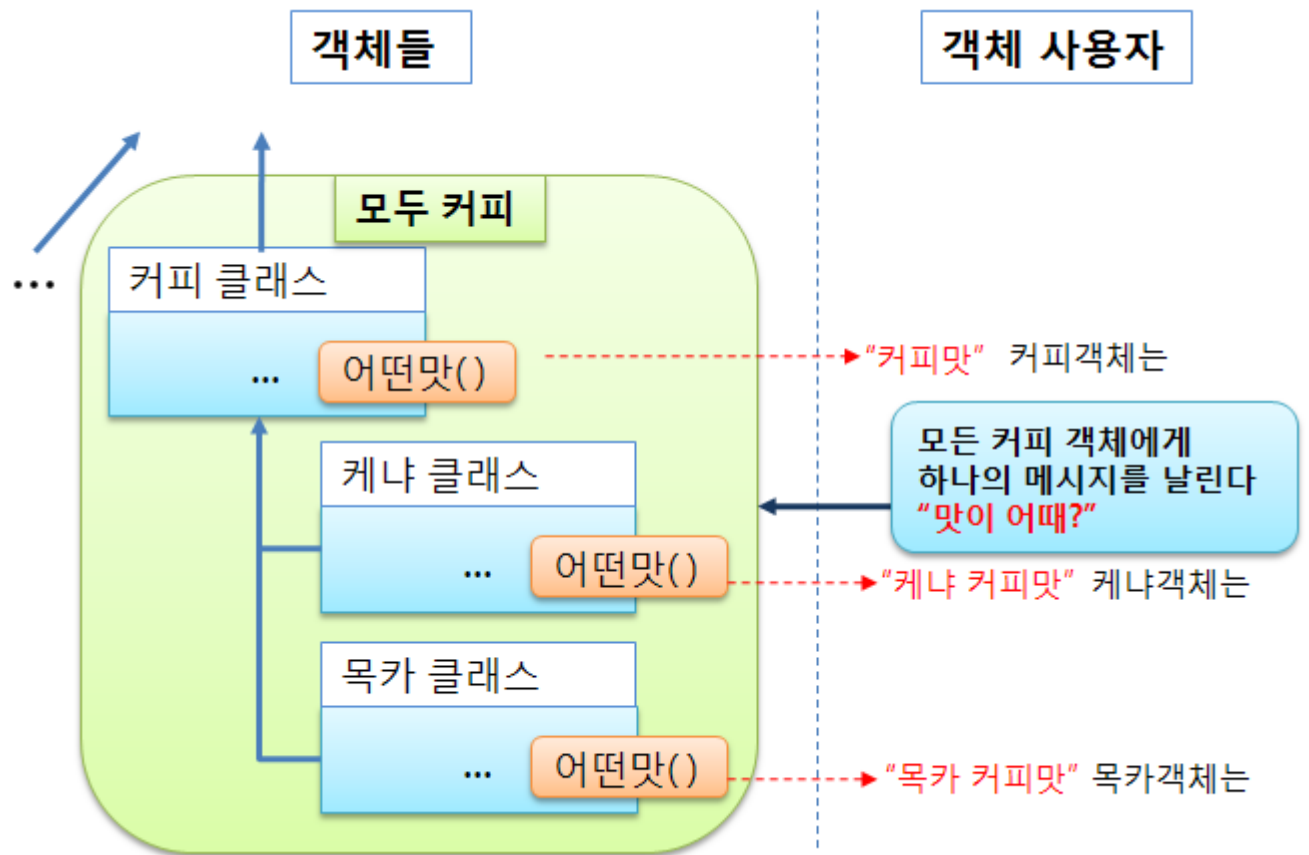 객체들
객체 사용자
모두 커피
...
커피 클래스
...
어떤맛()
"커피맛" 커피객체는
모든 커피 객체에게
하나의 메시지를 날린다
"맛이 어때?"
케냐 클래스
...
어떤맛()
"케냐 커피맛" 케냐객체는
목카 클래스
...
어떤맛()
"목카 커피맛" 목카객체는